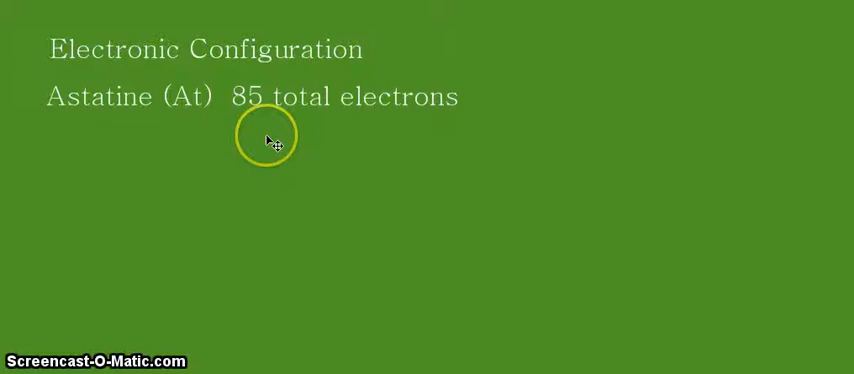 Electronic Configuration
Astatine (At) 85 total electrons
Screencast-O-Matic.com